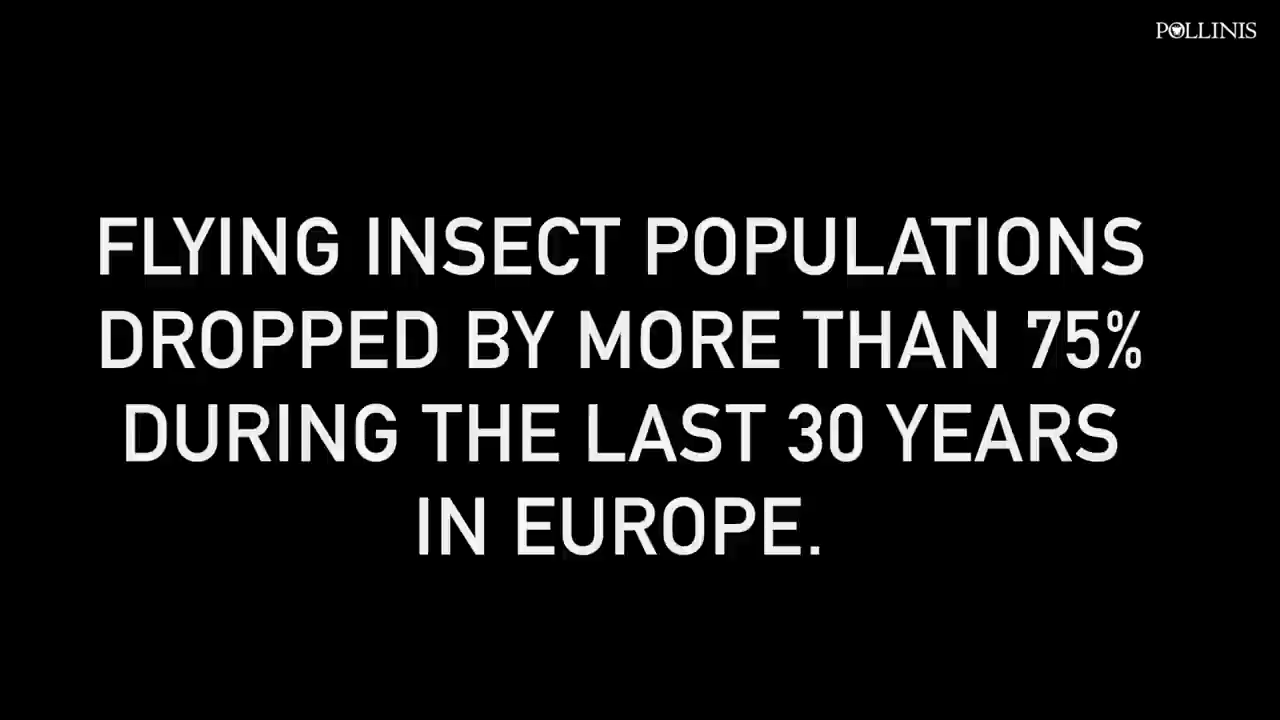 POLLINIS
FLYING INSECT POPULATIONS
DROPPED BY MORE THAN 75%
DURING THE LAST 30 YEARS
IN EUROPE.